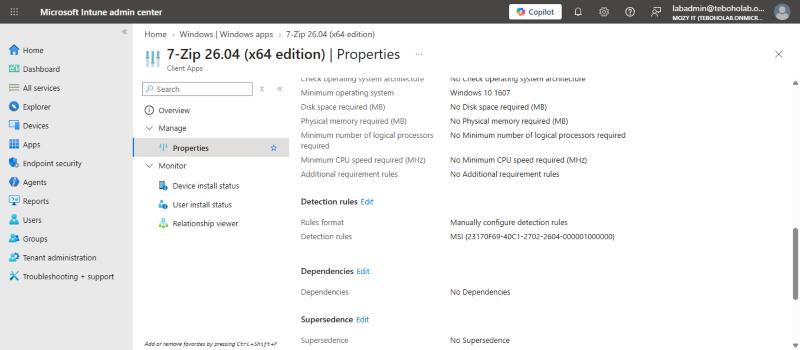 Microsoft Intune admin center
Copilot
labadmin@teboholab.o...
MOZY IT (TEBOHOLAB.ONMICR...
Home
Dashboard
All services
Explorer
Devices
Apps
Endpoint security
Agents
Reports
Users
Groups
Tenant administration
Troubleshooting + support
Home > Windows | Windows apps > 7-Zip 26.04 (x64 edition)
7-Zip 26.04 (x64 edition) | Properties ...
Client Apps
Search
Overview
Manage
Properties
Monitor
Device install status
User install status
Relationship viewer
Add or remove favorites by pressing Ctrl+Shift+F
Check operating system architecture No Check operating system architecture
Minimum operating system Windows 10 1607
Disk space required (MB) No Disk space required (MB)
Physical memory required (MB) No Physical memory required (MB)
Minimum number of logical processors No Minimum number of logical processors required
required
Minimum CPU speed required (MHz) No Minimum CPU speed required (MHz)
Additional requirement rules No Additional requirement rules
Detection rules Edit
Rules format Manually configure detection rules
Detection rules MSI {23170F69-40C1-2702-2604-000001000000}
Dependencies Edit
Dependencies No Dependencies
Supersedence Edit
Supersedence No Supersedence